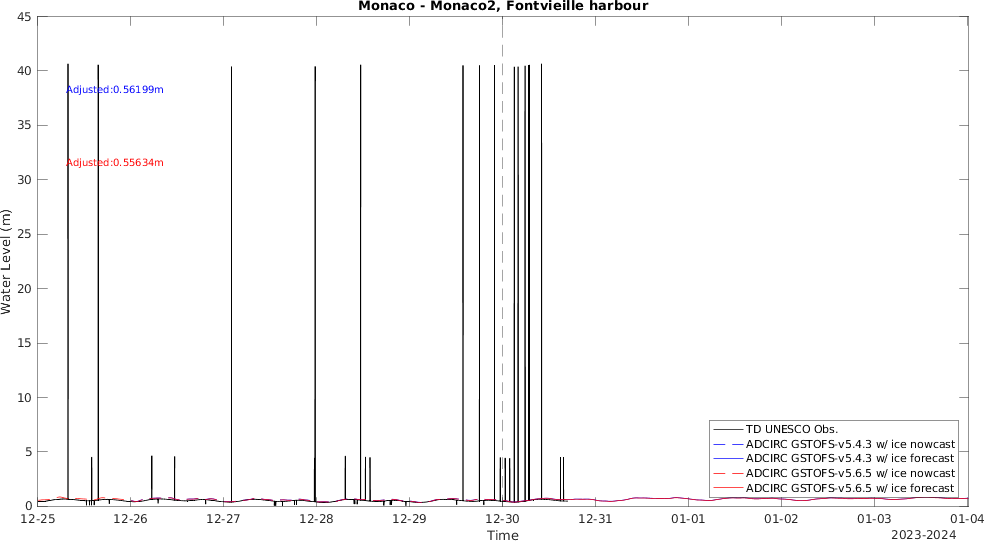 Monaco - Monaco2, Fontvieille harbour
45
40
35
30
25
20
15
10
5
0
Water Level (m)
Adjusted:0.56199m
Adjusted:0.55634m
TD UNESCO Obs.
ADCIRC GSTOFS-v5.4.3 w/ ice nowcast
ADCIRC GSTOFS-v5.4.3 w/ ice forecast
ADCIRC GSTOFS-v5.6.5 w/ ice nowcast
ADCIRC GSTOFS-v5.6.5 w/ ice forecast
12-25 12-26 12-27 12-28 12-29 12-30 12-31 01-01 01-02 01-03 01-04
Time
2023-2024